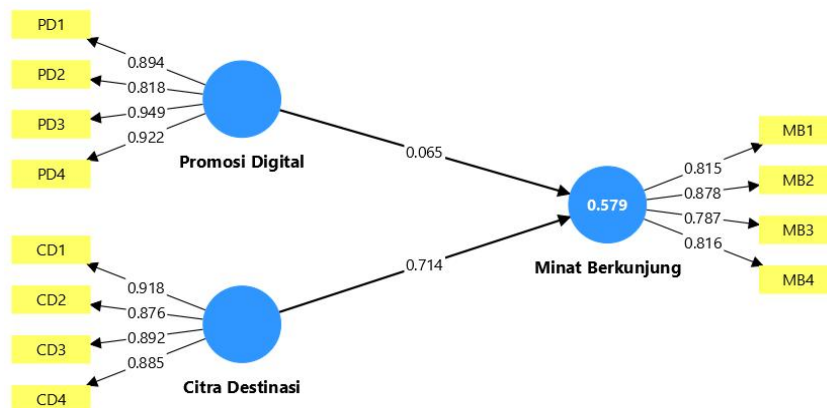 PD1
0.894
PD2
0.818
PD3
0.949
PD4
0.922
Promosi Digital
0.065
CD1
0.918
CD2
0.876
CD3
0.892
CD4
0.885
Citra Destinasi
0.714
0.579
Minat Berkunjung
MB1
0.815
MB2
0.878
MB3
0.787
MB4
0.816